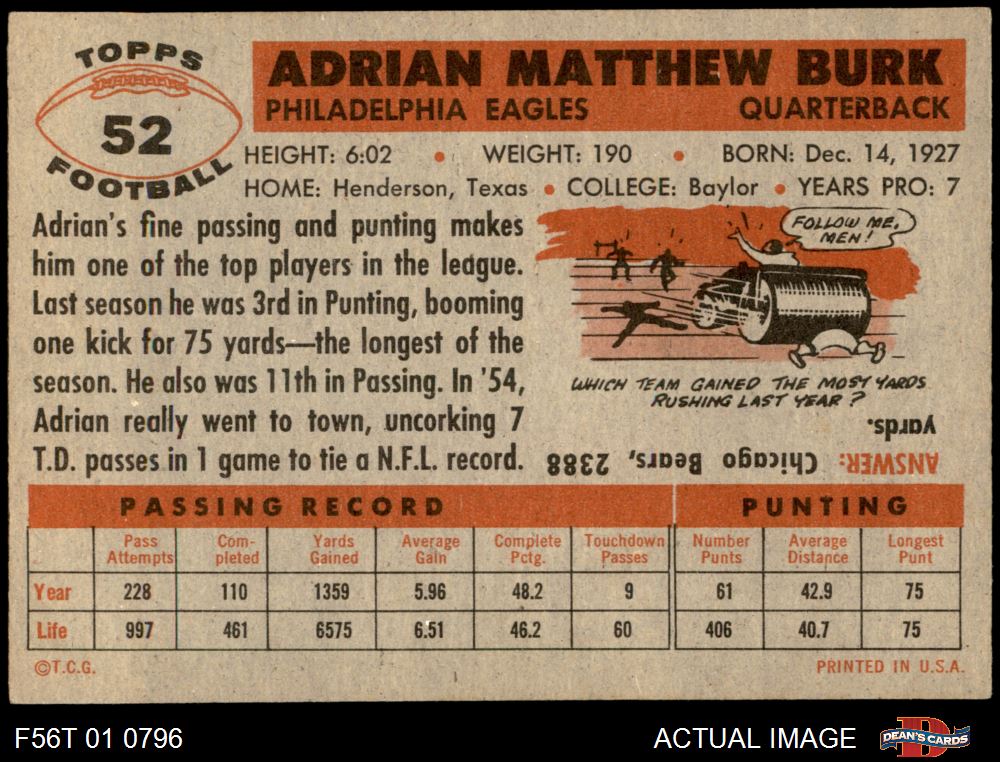 TOPPS
52
FOOTBALL
ADRIAN MATTHEW BURK
PHILADELPHIA EAGLES QUARTERBACK
HEIGHT: 6:02 • WEIGHT: 190 • BORN: Dec. 14, 1927
HOME: Henderson, Texas • COLLEGE: Baylor • YEARS PRO: 7
Adrian's fine passing and punting makes
him one of the top players in the league.
Last season he was 3rd in Punting, booming
one kick for 75 yards—the longest of the
season. He also was 11th in Passing. In '54,
Adrian really went to town, uncorking 7
T.D. passes in 1 game to tie a N.F.L. record.
FOLLOW ME,
MEN!
WHICH TEAM GAINED THE MOST YARDS
RUSHING LAST YEAR?
ANSWER: Chicago Bears, 2388
yards.
PASSING RECORD PUNTING
Pass Attempts Com-pleted Yards Gained Average Gain Complete Pctg. Touchdown Passes Number Punts Average Distance Longest Punt
Year 228 110 1359 5.96 48.2 9 61 42.9 75
Life 997 461 6575 6.51 46.2 60 406 40.7 75
©T.C.G. PRINTED IN U.S.A.
F56T 01 0796 ACTUAL IMAGE D DEAN'S CARDS